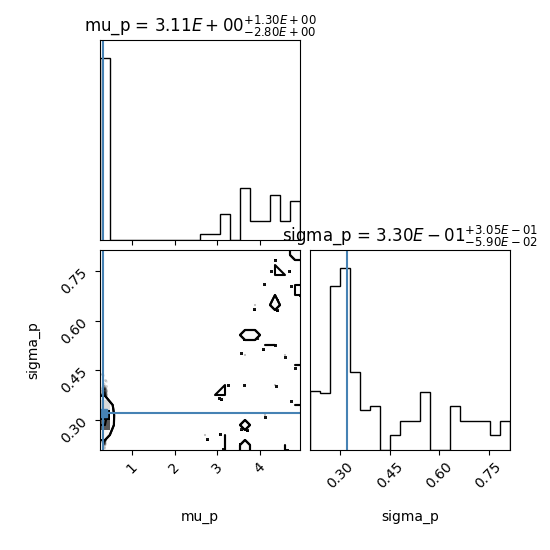 mu_p = 3.11E + 00+1.30E+00−2.80E+00
sigma_p = 3.30E − 01+3.05E−01−5.90E−02
0.75
0.60
0.45
0.30
sigma_p
1 2 3 4
mu_p
0.30 0.45 0.60 0.75
sigma_p